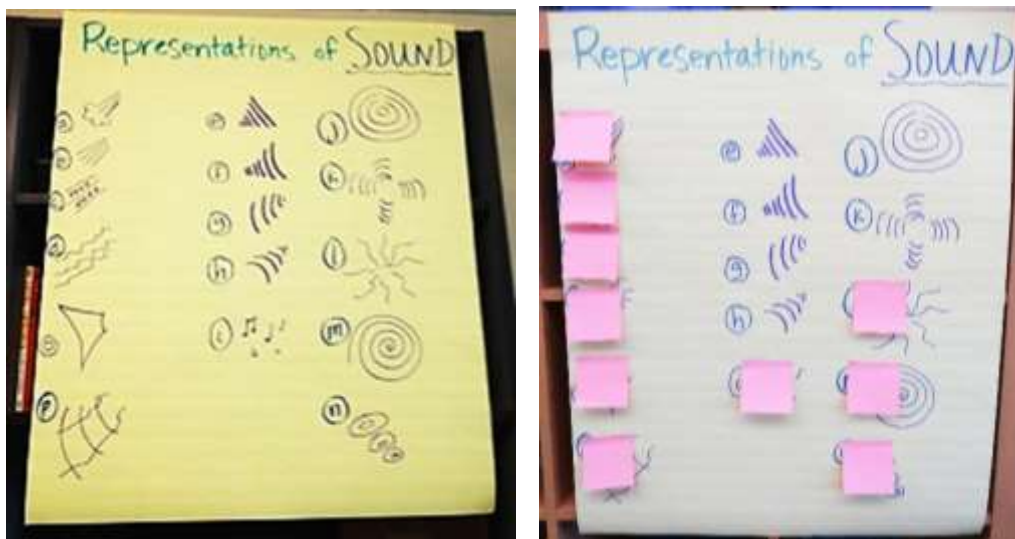 Representations of SOUND
a
d
o
p
e
f
g
h
i
j
k
l
m
n
Representations of SOUND
e
f
g
h
j
k